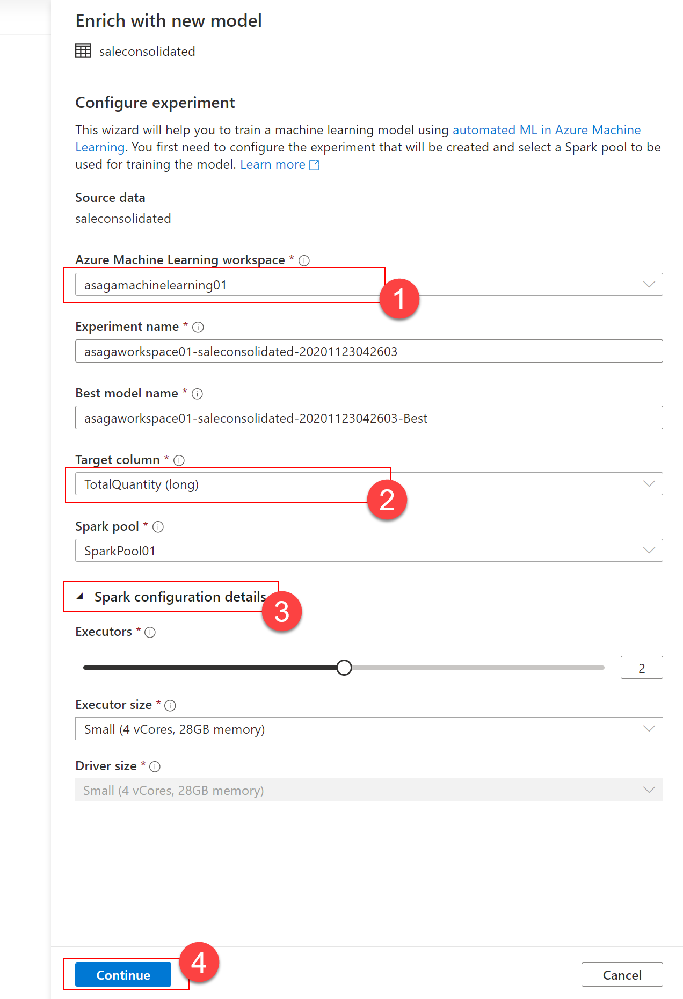 Enrich with new model
saleconsolidated
Configure experiment
This wizard will help you to train a machine learning model using automated ML in Azure Machine
Learning. You first need to configure the experiment that will be created and select a Spark pool to be
used for training the model. Learn more
Source data
saleconsolidated
Azure Machine Learning workspace *
asagamachinelearning01
1
Experiment name *
asagaworkspace01-saleconsolidated-20201123042603
Best model name *
asagaworkspace01-saleconsolidated-20201123042603-Best
Target column *
TotalQuantity (long)
2
Spark pool *
SparkPool01
Spark configuration details
3
Executors *
2
Executor size *
Small (4 vCores, 28GB memory)
Driver size *
Small (4 vCores, 28GB memory)
4
Continue
Cancel